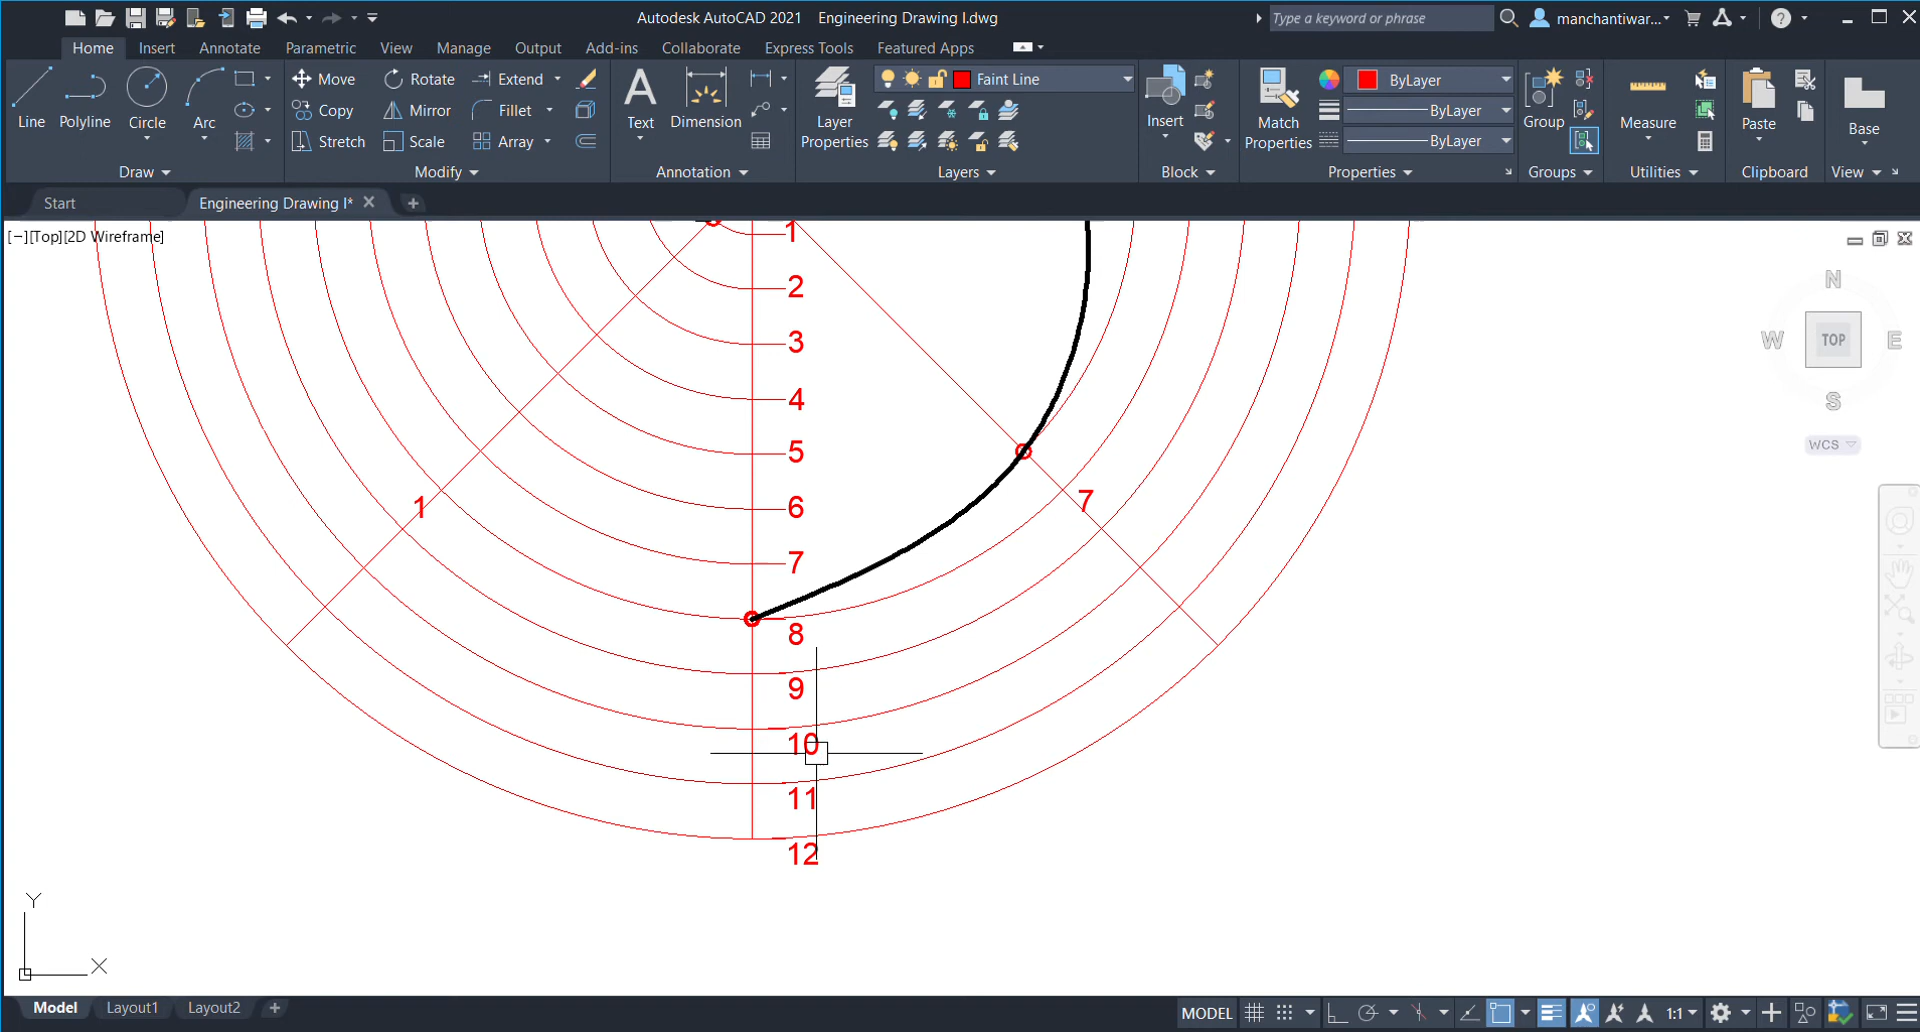 Autodesk AutoCAD 2021 Engineering Drawing I.dwg
Type a keyword or phrase
manchantiwar...
Home Insert Annotate Parametric View Manage Output Add-ins Collaborate Express Tools Featured Apps
Line Polyline Circle Arc
Move Rotate Extend
Copy Mirror Fillet
Stretch Scale Array
Text Dimension
Layer Properties
Faint Line
Insert
Match Properties
ByLayer
ByLayer
ByLayer
Group
Measure
Paste
Base
Draw Modify Annotation Layers Block Properties Groups Utilities Clipboard View
Start Engineering Drawing I*
[−][Top][2D Wireframe]
N
W TOP E
S
WCS
1
2
3
4
5
6
7
8
9
10
11
12
1
7
Y
X
Model Layout1 Layout2
MODEL 1:1